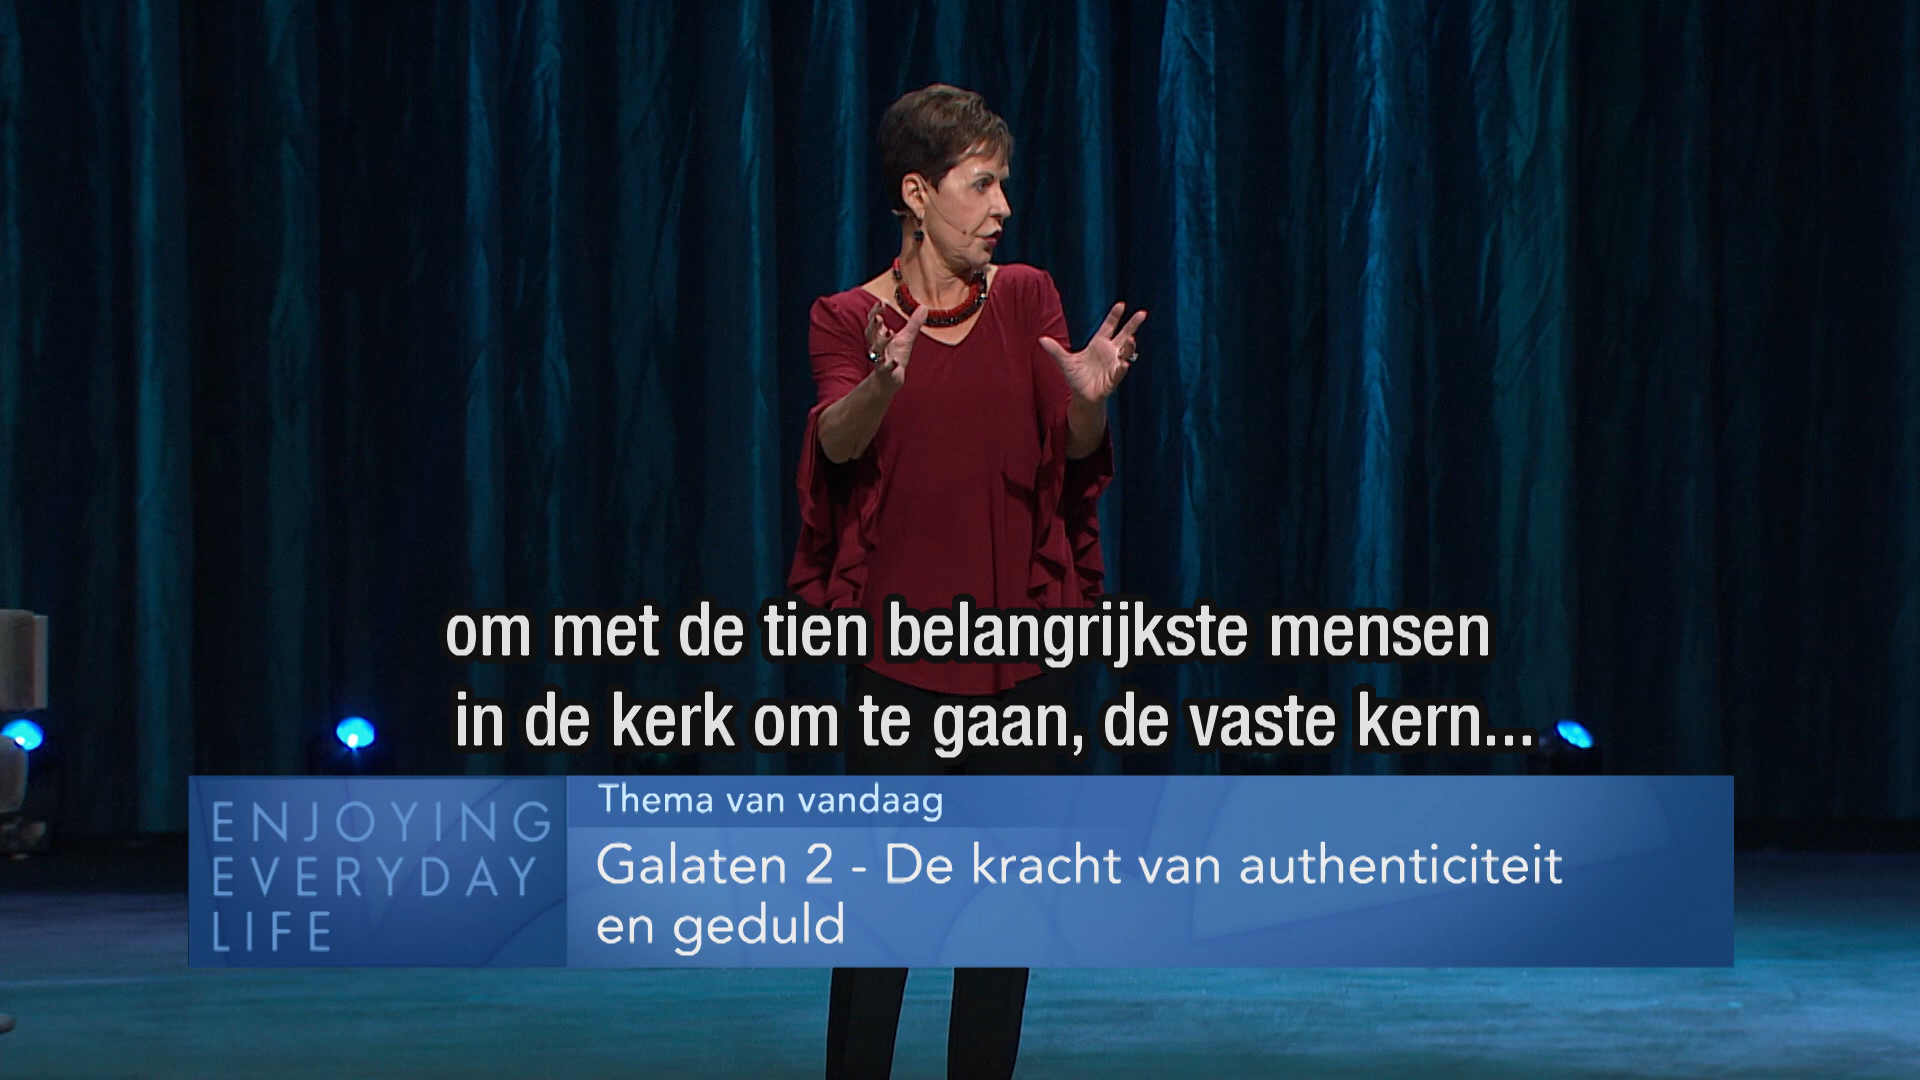 om met de tien belangrijkste mensen
in de kerk om te gaan, de vaste kern...
ENJOYING
EVERYDAY
LIFE
Thema van vandaag
Galaten 2 - De kracht van authenticiteit
en geduld